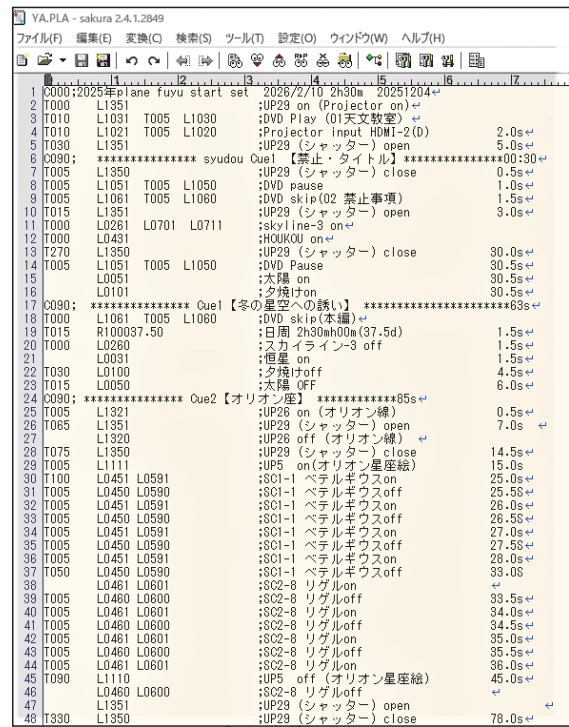 YA.PLA - sakura 2.4.1.2849
ファイル(F) 編集(E) 変換(C) 検索(S) ツール(T) 設定(O) ウィンドウ(W) ヘルプ(H)
0 1 2 3 4 5 6 7
1 C000;2025年plane fuyu start set 2026/2/10 2h30m 20251204↵
2 T000 L1351 ;UP29 on (Projector on)↵
3 T010 L1031 T005 L1030 ;DVD Play (01天文教室) ↵
4 T010 L1021 T005 L1020 ;Projector input HDMI-2(D) 2.0s↵
5 T030 L1351 ;UP29 (シャッター) open 5.0s↵
6 C090; *************** syudou Cue1 【禁止・タイトル】***************00:30↵
7 T005 L1350 ;UP29 (シャッター) close 0.5s↵
8 T005 L1051 T005 L1050 ;DVD pause 1.0s↵
9 T005 L1061 T005 L1060 ;DVD skip(02 禁止事項) 1.5s↵
10 T015 L1351 ;UP29 (シャッター) open 3.0s↵
11 T000 L0261 L0701 L0711 ;skyline-3 on↵
12 T000 L0431 ;HOUKOU on↵
13 T270 L1350 ;UP29 (シャッター) close 30.0s↵
14 T005 L1051 T005 L1050 ;DVD Pause 30.5s↵
15 L0051 ;太陽 on 30.5s↵
16 L0101 ;夕焼けon 30.5s↵
17 C090; *************** Cue1【冬の星空への誘い】 ***********************63s↵
18 T000 L1061 T005 L1060 ;DVD skip(本編)↵
19 T015 R100037.50 ;日周 2h30mh00m(37.5d) 1.5s↵
20 T000 L0260 ;スカイライン-3 off 1.5s↵
21 L0031 ;恒星 on 1.5s↵
22 T030 L0100 ;夕焼けoff 4.5s↵
23 T015 L0050 ;太陽 OFF 6.0s↵
24 C090; *************** Cue2【オリオン座】 ************85s↵
25 T005 L1321 ;UP26 on (オリオン線) 0.5s↵
26 T065 L1351 ;UP29 (シャッター) open 7.0s ↵
27 L1320 ;UP26 off (オリオン線) ↵
28 T075 L1350 ;UP29 (シャッター) close 14.5s↵
29 T005 L1111 ;UP5 on(オリオン星座絵) 15.0s
30 T100 L0451 L0591 ;SC1-1 ベテルギウスon 25.0s↵
31 T005 L0450 L0590 ;SC1-1 ベテルギウスoff 25.5S↵
32 T005 L0451 L0591 ;SC1-1 ベテルギウスon 26.0s↵
33 T005 L0450 L0590 ;SC1-1 ベテルギウスoff 26.5S↵
34 T005 L0451 L0591 ;SC1-1 ベテルギウスon 27.0s↵
35 T005 L0450 L0590 ;SC1-1 ベテルギウスoff 27.5S↵
36 T005 L0451 L0591 ;SC1-1 ベテルギウスon 28.0s↵
37 T050 L0450 L0590 ;SC1-1 ベテルギウスoff 33.0S
38 L0461 L0601 ;SC2-8 リゲルon ↵
39 T005 L0460 L0600 ;SC2-8 リゲルoff 33.5s↵
40 T005 L0461 L0601 ;SC2-8 リゲルon 34.0s↵
41 T005 L0460 L0600 ;SC2-8 リゲルoff 34.5s↵
42 T005 L0461 L0601 ;SC2-8 リゲルon 35.0s↵
43 T005 L0460 L0600 ;SC2-8 リゲルoff 35.5s↵
44 T005 L0461 L0601 ;SC2-8 リゲルon 36.0s↵
45 T090 L1110 ;UP5 off (オリオン星座絵) 45.0s↵
46 L0460 L0600 ;SC2-8 リゲルoff ↵
47 L1351 ;UP29 (シャッター) open ↵
48 T330 L1350 ;UP29 (シャッター) close 78.0s↵